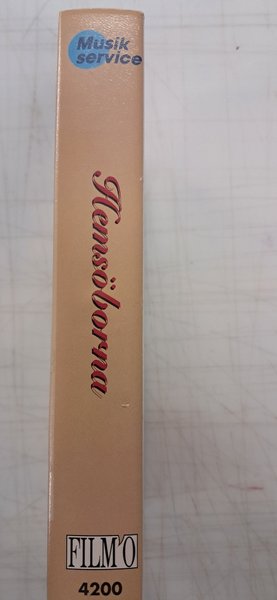 Musik
service
Hemsöborna
FILM'O
4200